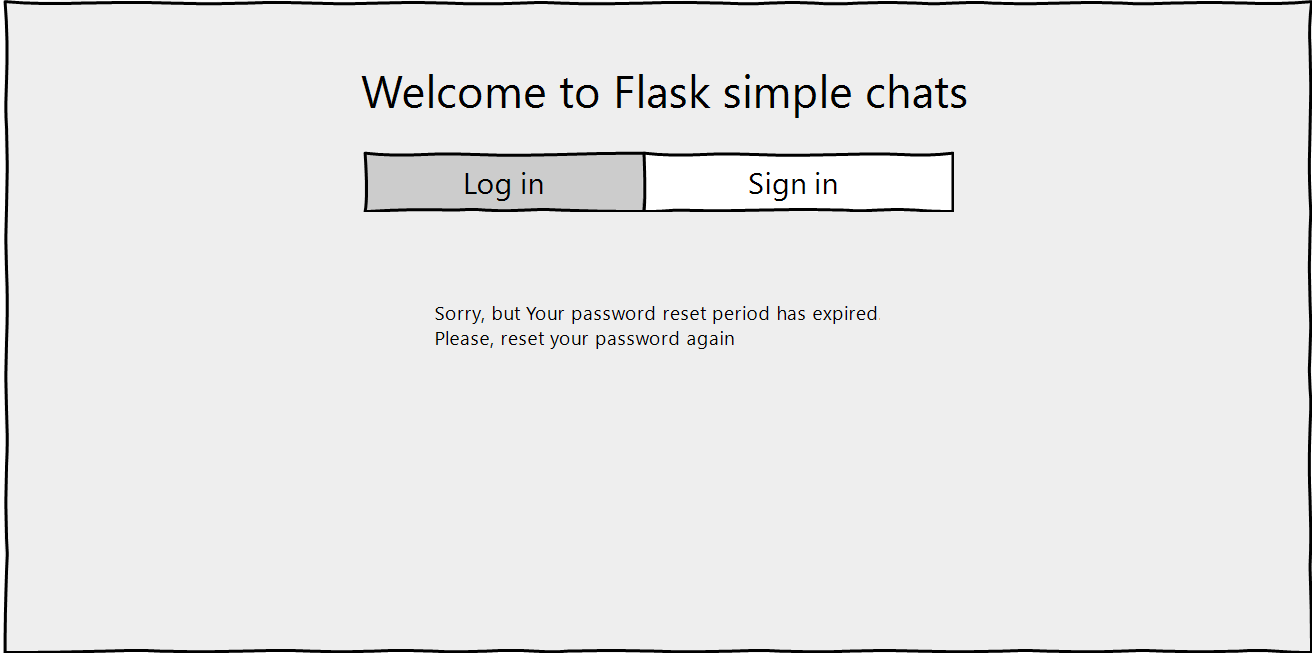 Welcome to Flask simple chats
Log in
Sign in
Sorry, but Your password reset period has expired
Please, reset your password again